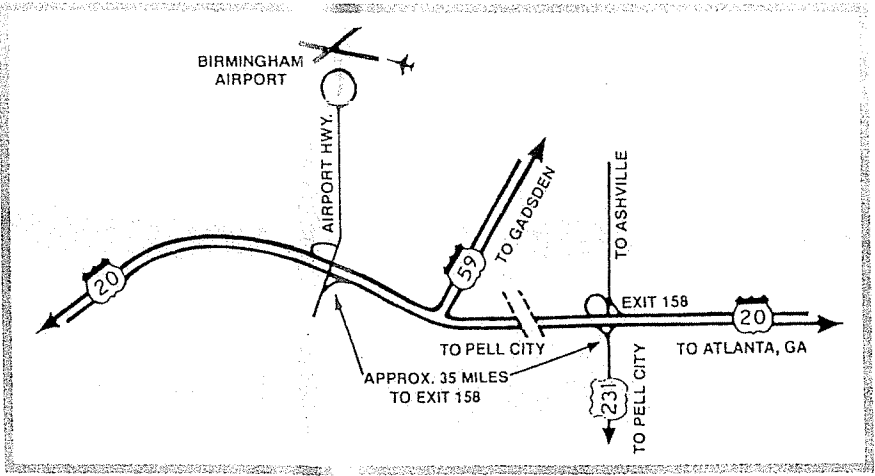 BIRMINGHAM
AIRPORT
AIRPORT HWY.
TO GADSDEN
TO ASHVILLE
59
20
EXIT 158
20
TO PELL CITY
TO ATLANTA, GA
APPROX. 35 MILES
TO EXIT 158
231
TO PELL CITY